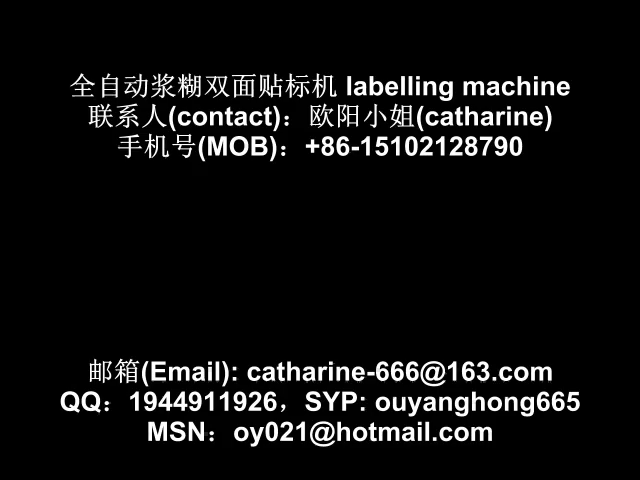 全自动浆糊双面贴标机 labelling machine
联系人(contact)：欧阳小姐(catharine)
手机号(MOB)：+86-15102128790
邮箱(Email): catharine-666@163.com
QQ：1944911926，SYP: ouyanghong665
MSN：oy021@hotmail.com